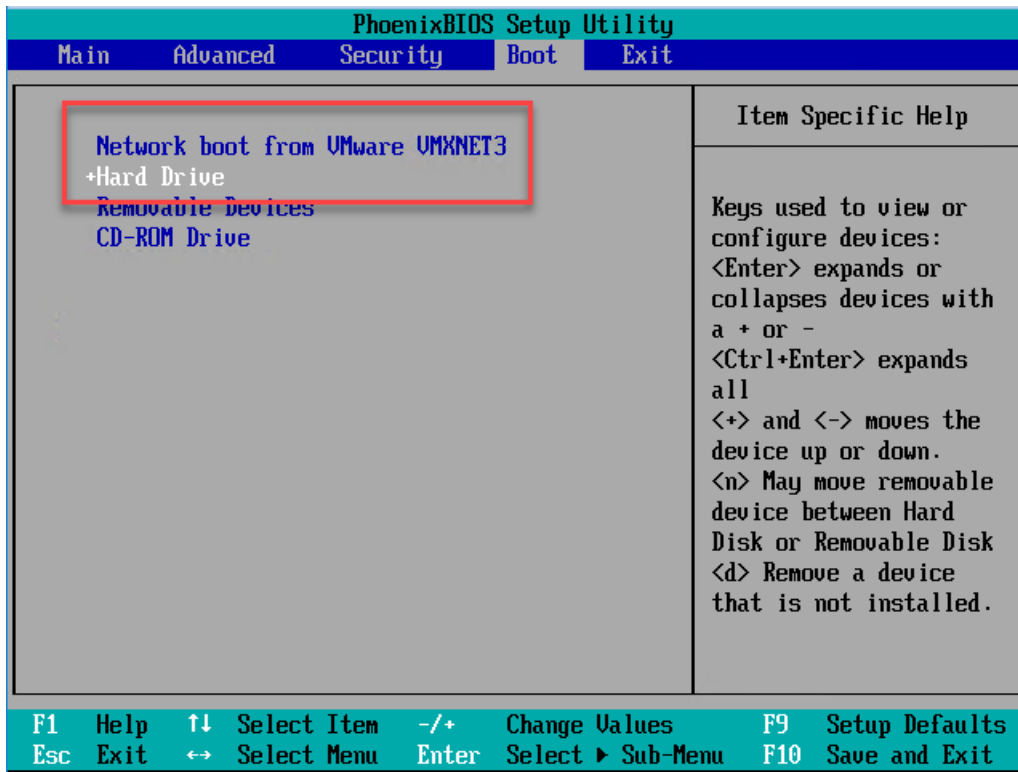 PhoenixBIOS Setup Utility
Main Advanced Security Boot Exit
Network boot from VMware VMXNET3
+Hard Drive
Removable Devices
CD-ROM Drive
Item Specific Help
Keys used to view or
configure devices:
<Enter> expands or
collapses devices with
a + or -
<Ctrl+Enter> expands
all
<+> and <-> moves the
device up or down.
<n> May move removable
device between Hard
Disk or Removable Disk
<d> Remove a device
that is not installed.
F1 Help ↑↓ Select Item -/+ Change Values F9 Setup Defaults
Esc Exit ↔ Select Menu Enter Select ▶ Sub-Menu F10 Save and Exit